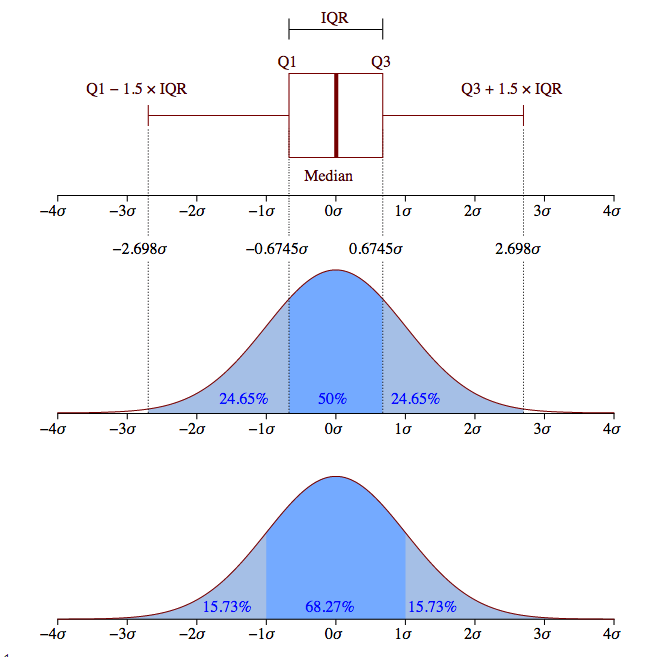 IQR
Q1 Q3
Q1 − 1.5 × IQR Q3 + 1.5 × IQR
Median
−4σ −3σ −2σ −1σ 0σ 1σ 2σ 3σ 4σ
−2.698σ −0.6745σ 0.6745σ 2.698σ
24.65% 50% 24.65%
−4σ −3σ −2σ −1σ 0σ 1σ 2σ 3σ 4σ
15.73% 68.27% 15.73%
−4σ −3σ −2σ −1σ 0σ 1σ 2σ 3σ 4σ